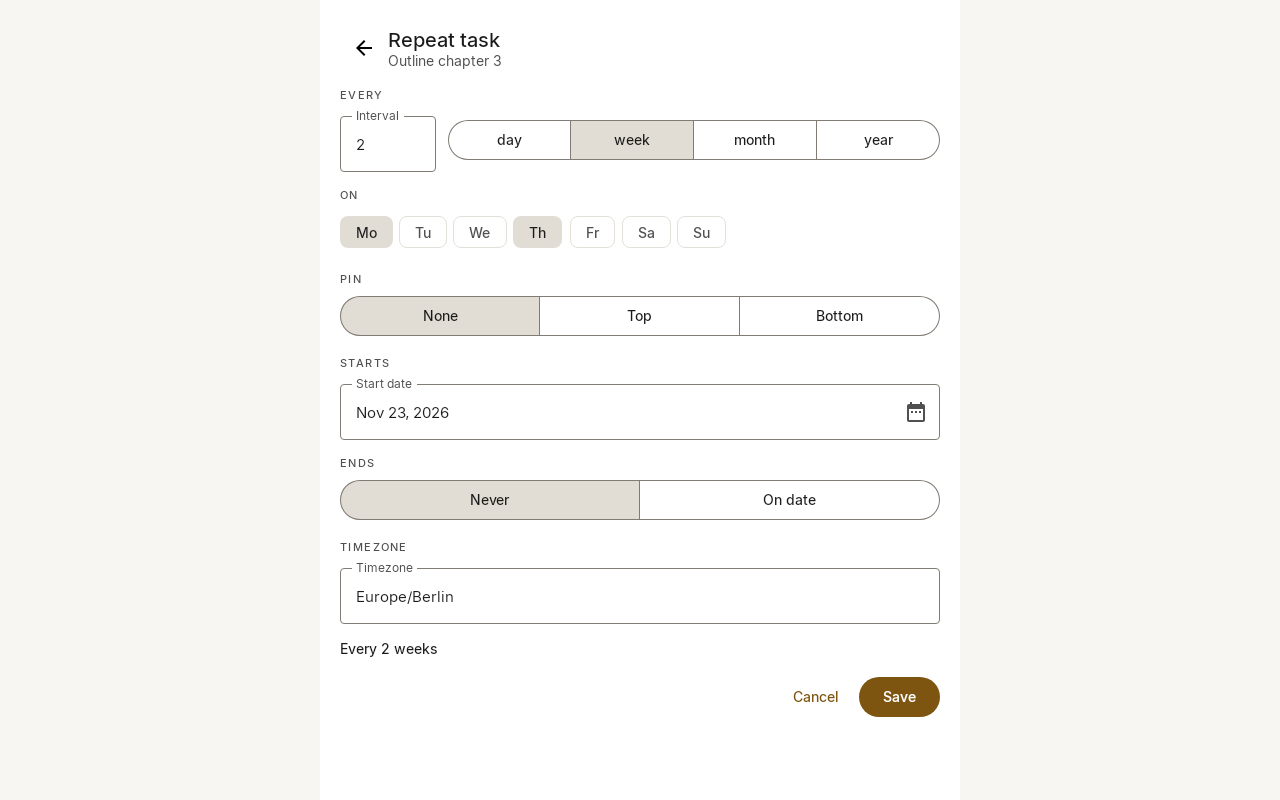 Repeat task
Outline chapter 3
EVERY
Interval
2
day week month year
ON
Mo Tu We Th Fr Sa Su
PIN
None Top Bottom
STARTS
Start date
Nov 23, 2026
ENDS
Never On date
TIMEZONE
Timezone
Europe/Berlin
Every 2 weeks
Cancel Save